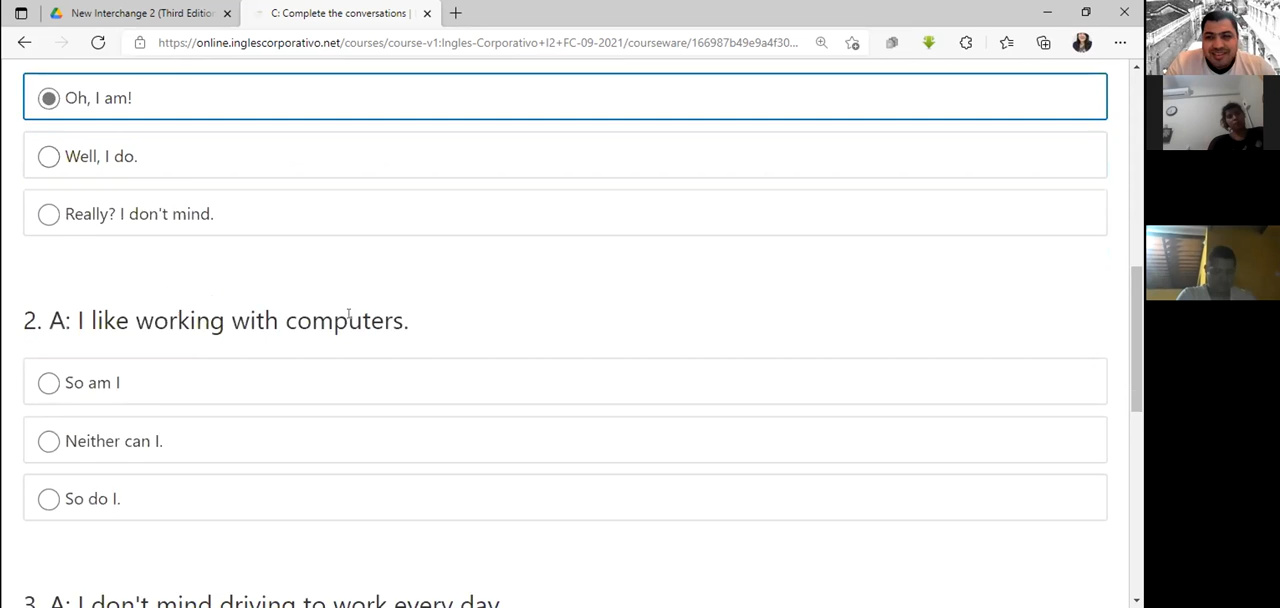 New Interchange 2 (Third Edition
C: Complete the conversations |
https://online.inglescorporativo.net/courses/course-v1:Ingles-Corporativo+I2+FC-09-2021/courseware/166987b49e9a4f30...
Oh, I am!
Well, I do.
Really? I don't mind.
2. A: I like working with computers.
So am I
Neither can I.
So do I.
3. A: I don't mind driving to work every day.